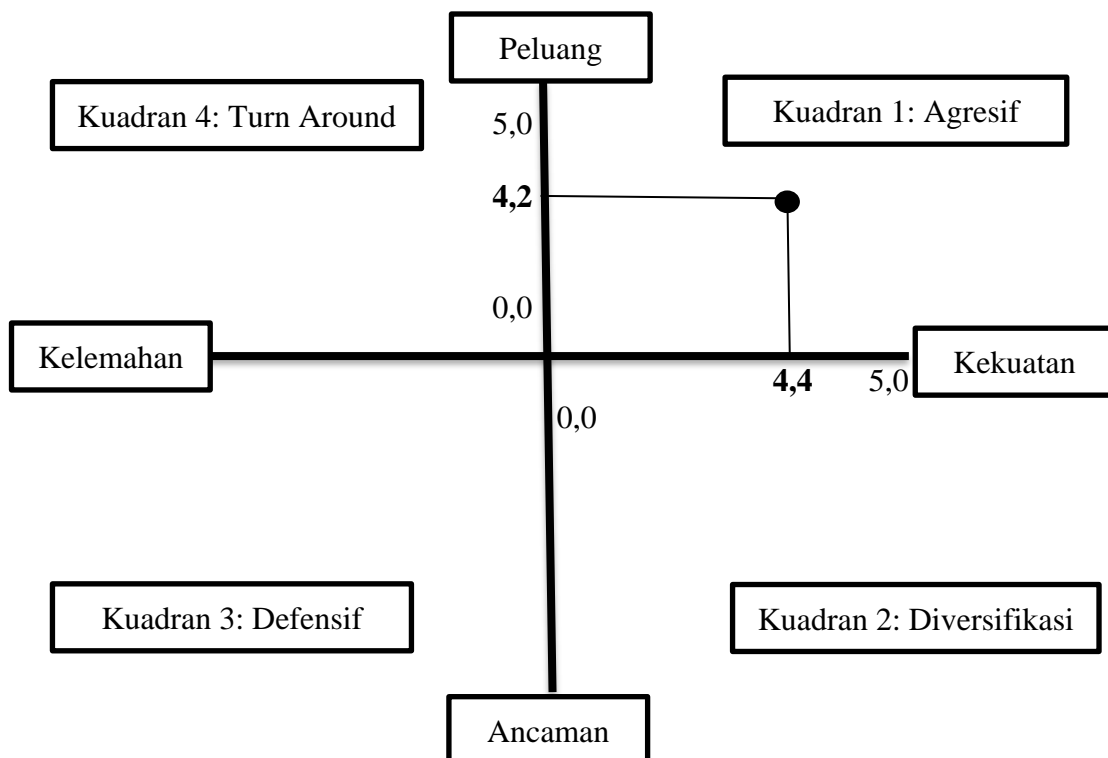 Peluang
Kuadran 4: Turn Around
Kuadran 1: Agresif
5,0
4,2
0,0
Kelemahan
Kekuatan
4,4
5,0
0,0
Kuadran 3: Defensif
Kuadran 2: Diversifikasi
Ancaman